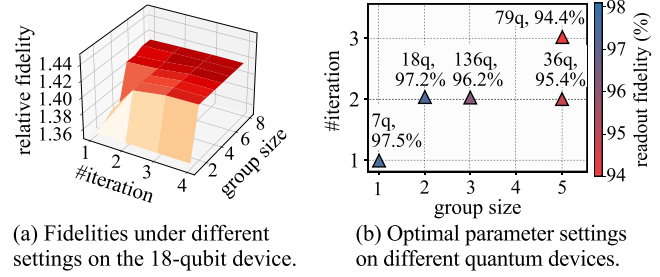 relative fidelity
1.44
1.42
1.40
1.38
1.36
1
2
3
4
#iteration
2
4
6
8
group size
(a) Fidelities under different
settings on the 18-qubit device.
#iteration
3
2
1
79q, 94.4%
18q,
97.2%
136q,
96.2%
36q,
95.4%
7q,
97.5%
1
2
3
4
5
group size
98
97
96
95
94
readout fidelity (%)
(b) Optimal parameter settings
on different quantum devices.